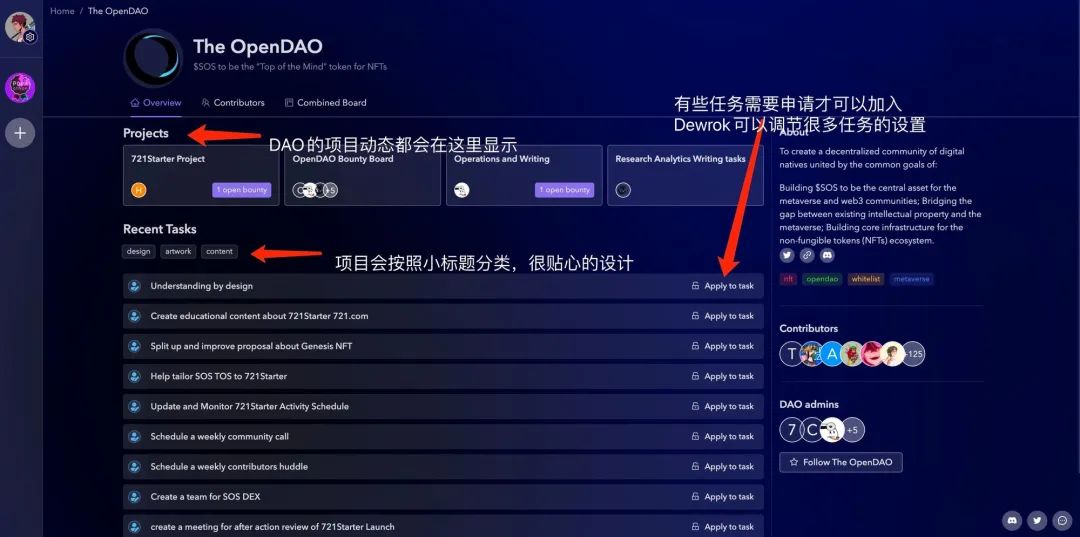 Home / The OpenDAO
The OpenDAO
$SOS to be the "Top of the Mind" token for NFTs
Overview
Contributors
Combined Board
有些任务需要申请才可以加入
Dewrok 可以调节很多任务的设置
Projects
DAO的项目动态都会在这里显示
721Starter Project
H
1 open bounty
OpenDAO Bounty Board
+5
Operations and Writing
1 open bounty
Research Analytics Writing tasks
Recent Tasks
design
artwork
content
项目会按照小标题分类，很贴心的设计
Understanding by design
Apply to task
Create educational content about 721Starter 721.com
Apply to task
Split up and improve proposal about Genesis NFT
Apply to task
Help tailor SOS TOS to 721Starter
Apply to task
Update and Monitor 721Starter Activity Schedule
Apply to task
Schedule a weekly community call
Apply to task
Schedule a weekly contributors huddle
Apply to task
Create a team for SOS DEX
Apply to task
create a meeting for after action review of 721Starter Launch
Apply to task
About
To create a decentralized community of digital
natives united by the common goals of:
Building $SOS to be the central asset for the
metaverse and web3 communities; Bridging the
gap between existing intellectual property and the
metaverse; Building core infrastructure for the
non-fungible tokens (NFTs) ecosystem.
nft
opendao
whitelist
metaverse
Contributors
T
A
+125
DAO admins
7
C
+5
Follow The OpenDAO